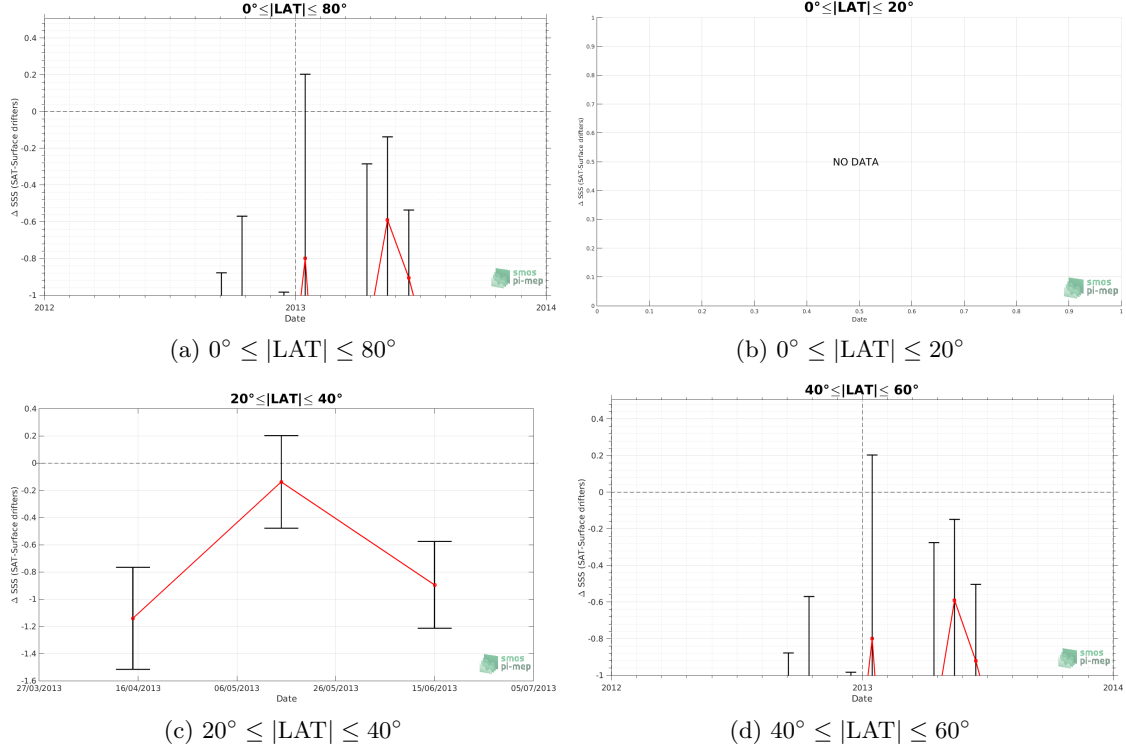 0°≤|LAT|≤ 80°
Δ SSS (SAT-Surface drifters)
0.4
0.2
0
-0.2
-0.4
-0.6
-0.8
-1
2012
2013
2014
Date
smos
pi-mep
(a) 0° ≤ |LAT| ≤ 80°
0°≤|LAT|≤ 20°
Δ SSS (SAT-Surface drifters)
1
0.9
0.8
0.7
0.6
0.5
0.4
0.3
0.2
0.1
0
NO DATA
0
0.1
0.2
0.3
0.4
0.5
0.6
0.7
0.8
0.9
1
Date
smos
pi-mep
(b) 0° ≤ |LAT| ≤ 20°
20°≤|LAT|≤ 40°
Δ SSS (SAT-Surface drifters)
0.4
0.2
0
-0.2
-0.4
-0.6
-0.8
-1
-1.2
-1.4
-1.6
27/03/2013
16/04/2013
06/05/2013
26/05/2013
15/06/2013
05/07/2013
Date
smos
pi-mep
(c) 20° ≤ |LAT| ≤ 40°
40°≤|LAT|≤ 60°
Δ SSS (SAT-Surface drifters)
0.4
0.2
0
-0.2
-0.4
-0.6
-0.8
-1
2012
2013
2014
Date
smos
pi-mep
(d) 40° ≤ |LAT| ≤ 60°